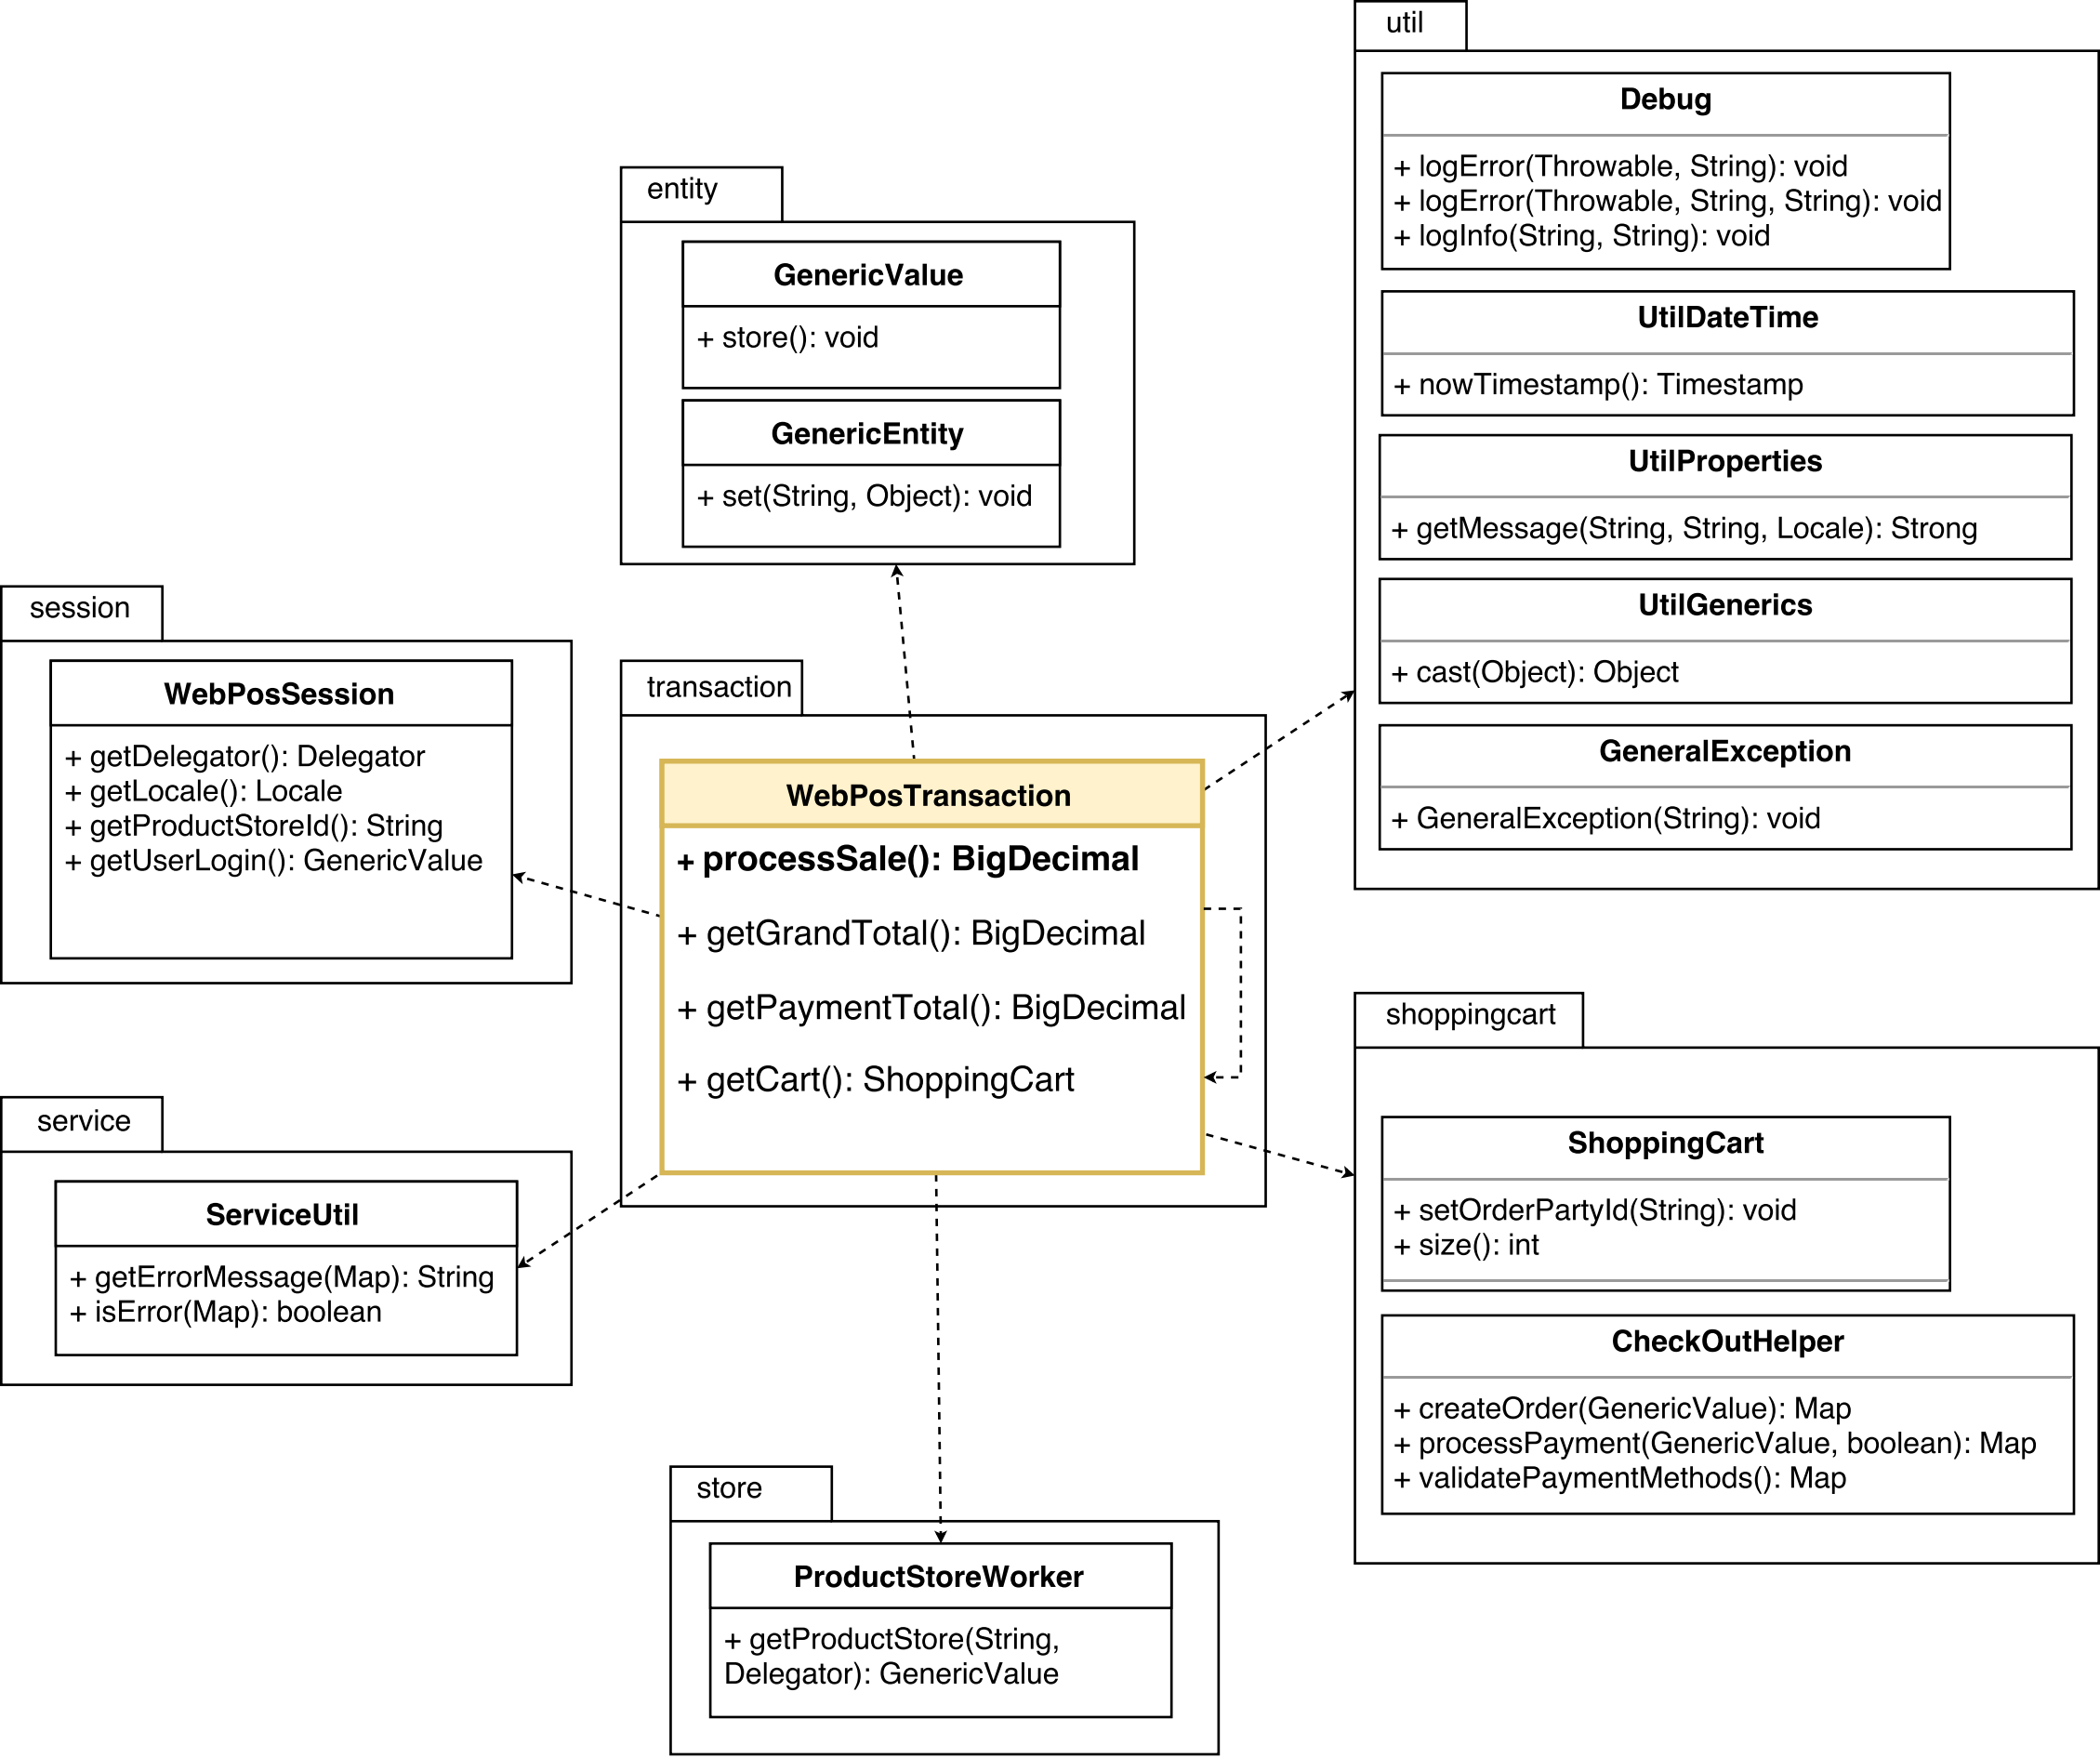 util
Debug
+ logError(Throwable, String): void
+ logError(Throwable, String, String): void
+ logInfo(String, String): void
UtilDateTime
+ nowTimestamp(): Timestamp
UtilProperties
+ getMessage(String, String, Locale): Strong
UtilGenerics
+ cast(Object): Object
GeneralException
+ GeneralException(String): void
entity
GenericValue
+ store(): void
GenericEntity
+ set(String, Object): void
session
WebPosSession
+ getDelegator(): Delegator
+ getLocale(): Locale
+ getProductStoreId(): String
+ getUserLogin(): GenericValue
transaction
WebPosTransaction
+ processSale(): BigDecimal
+ getGrandTotal(): BigDecimal
+ getPaymentTotal(): BigDecimal
+ getCart(): ShoppingCart
shoppingcart
ShoppingCart
+ setOrderPartyId(String): void
+ size(): int
CheckOutHelper
+ createOrder(GenericValue): Map
+ processPayment(GenericValue, boolean): Map
+ validatePaymentMethods(): Map
service
ServiceUtil
+ getErrorMessage(Map): String
+ isError(Map): boolean
store
ProductStoreWorker
+ getProductStore(String,
Delegator): GenericValue